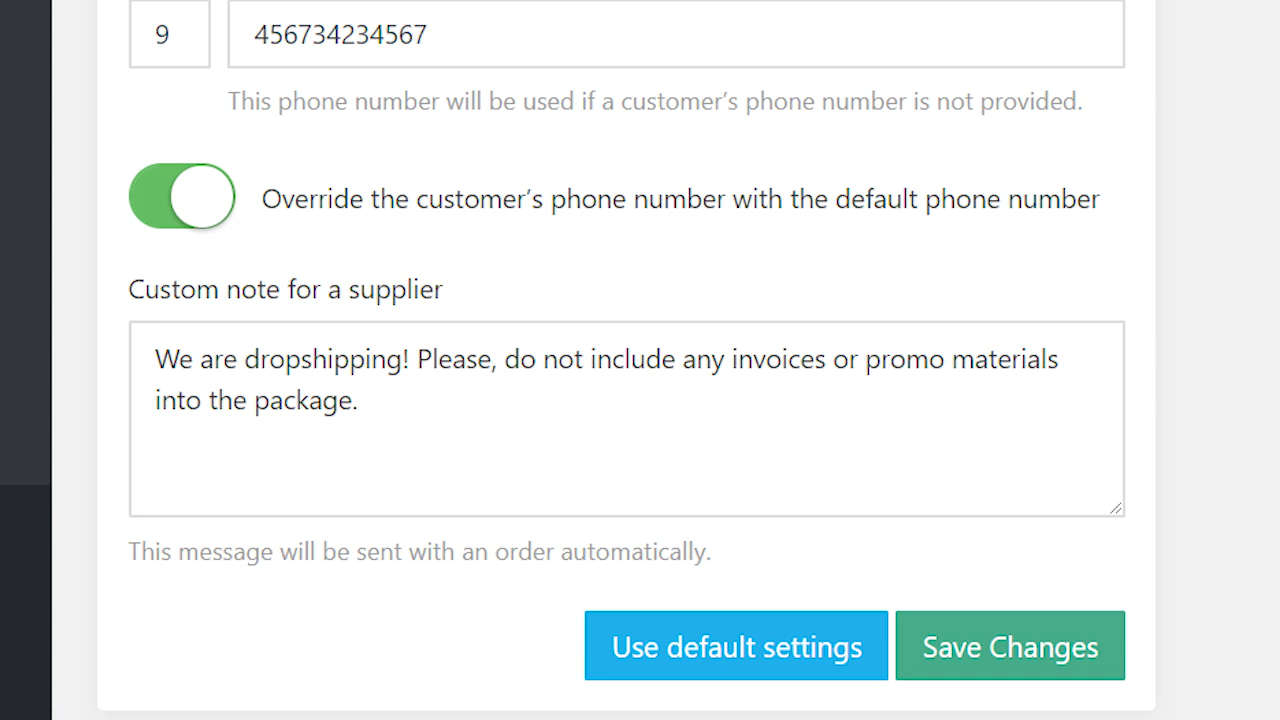 9
456734234567
This phone number will be used if a customer’s phone number is not provided.
Override the customer’s phone number with the default phone number
Custom note for a supplier
We are dropshipping! Please, do not include any invoices or promo materials
into the package.
This message will be sent with an order automatically.
Use default settings
Save Changes